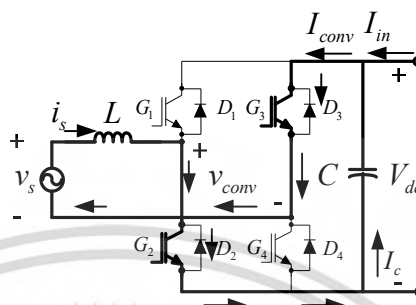 I_conv I_in
+
G_1 D_1 G_3 D_3
i_s L
+ +
v_s v_conv C V_dc
- -
G_2 D_2 G_4 D_4 I_c
-